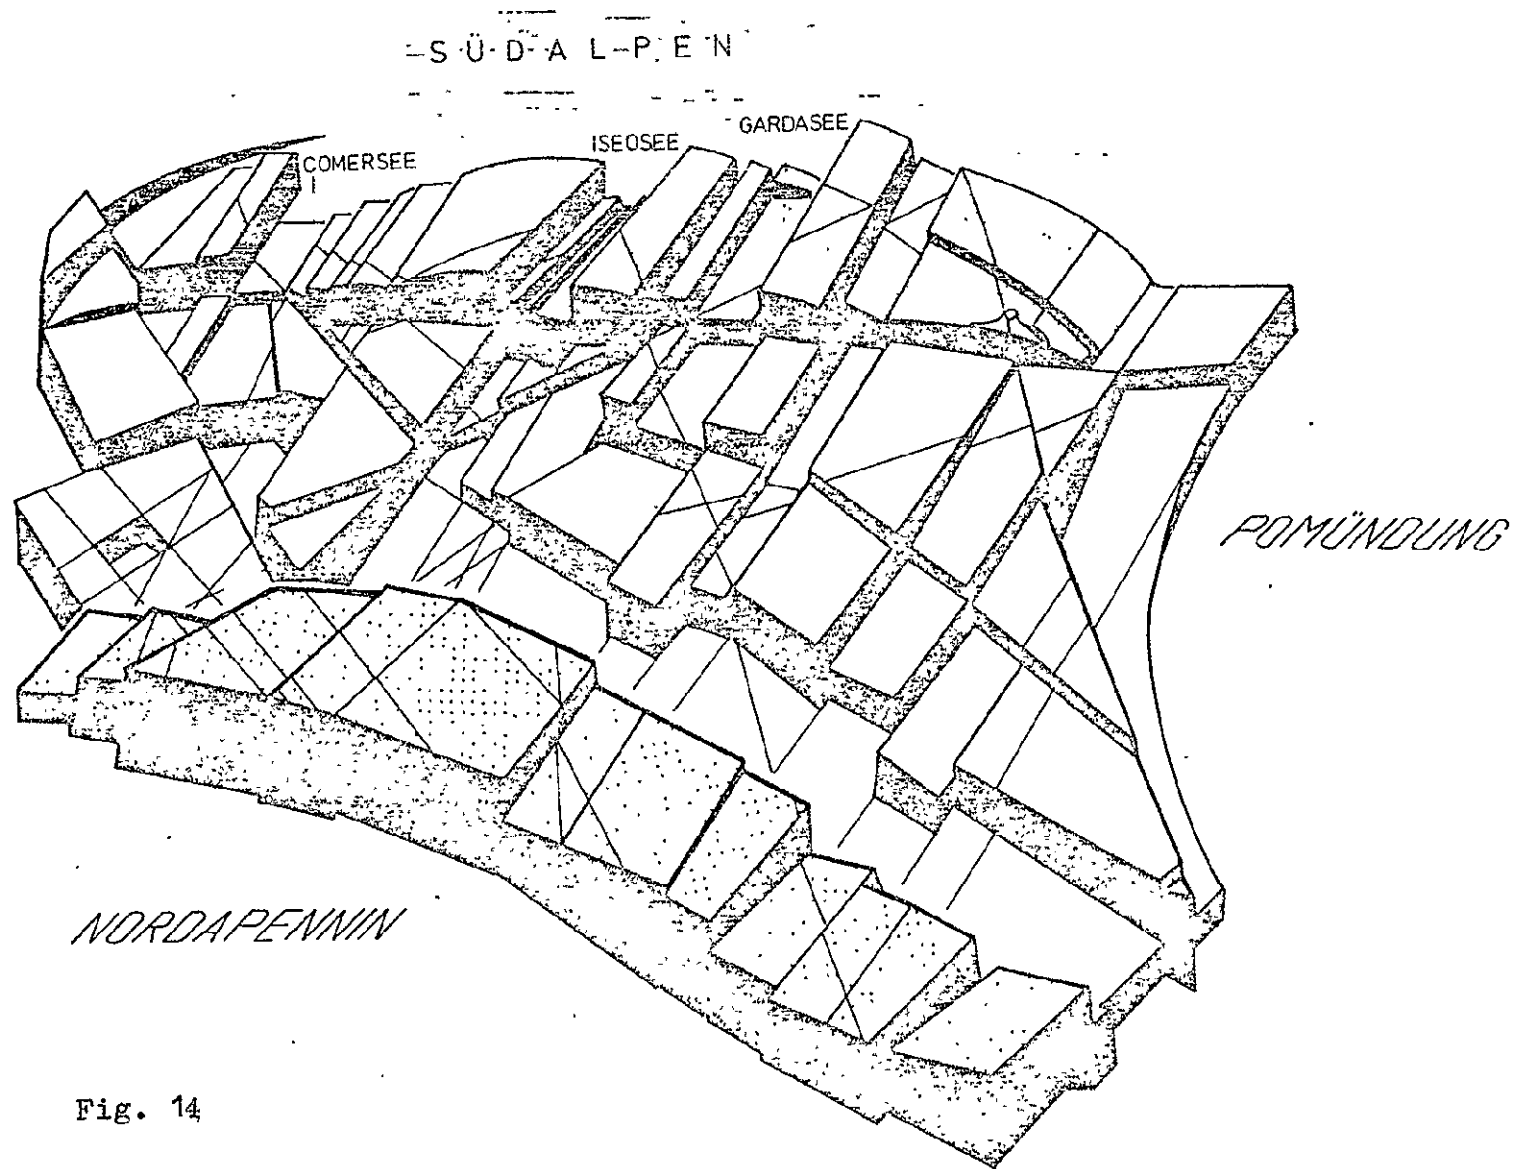 SÜDALPEN
GARDASEE
ISEOSEE
COMERSEE
POMÜNDUNG
NORDAPENNIN
Fig. 14